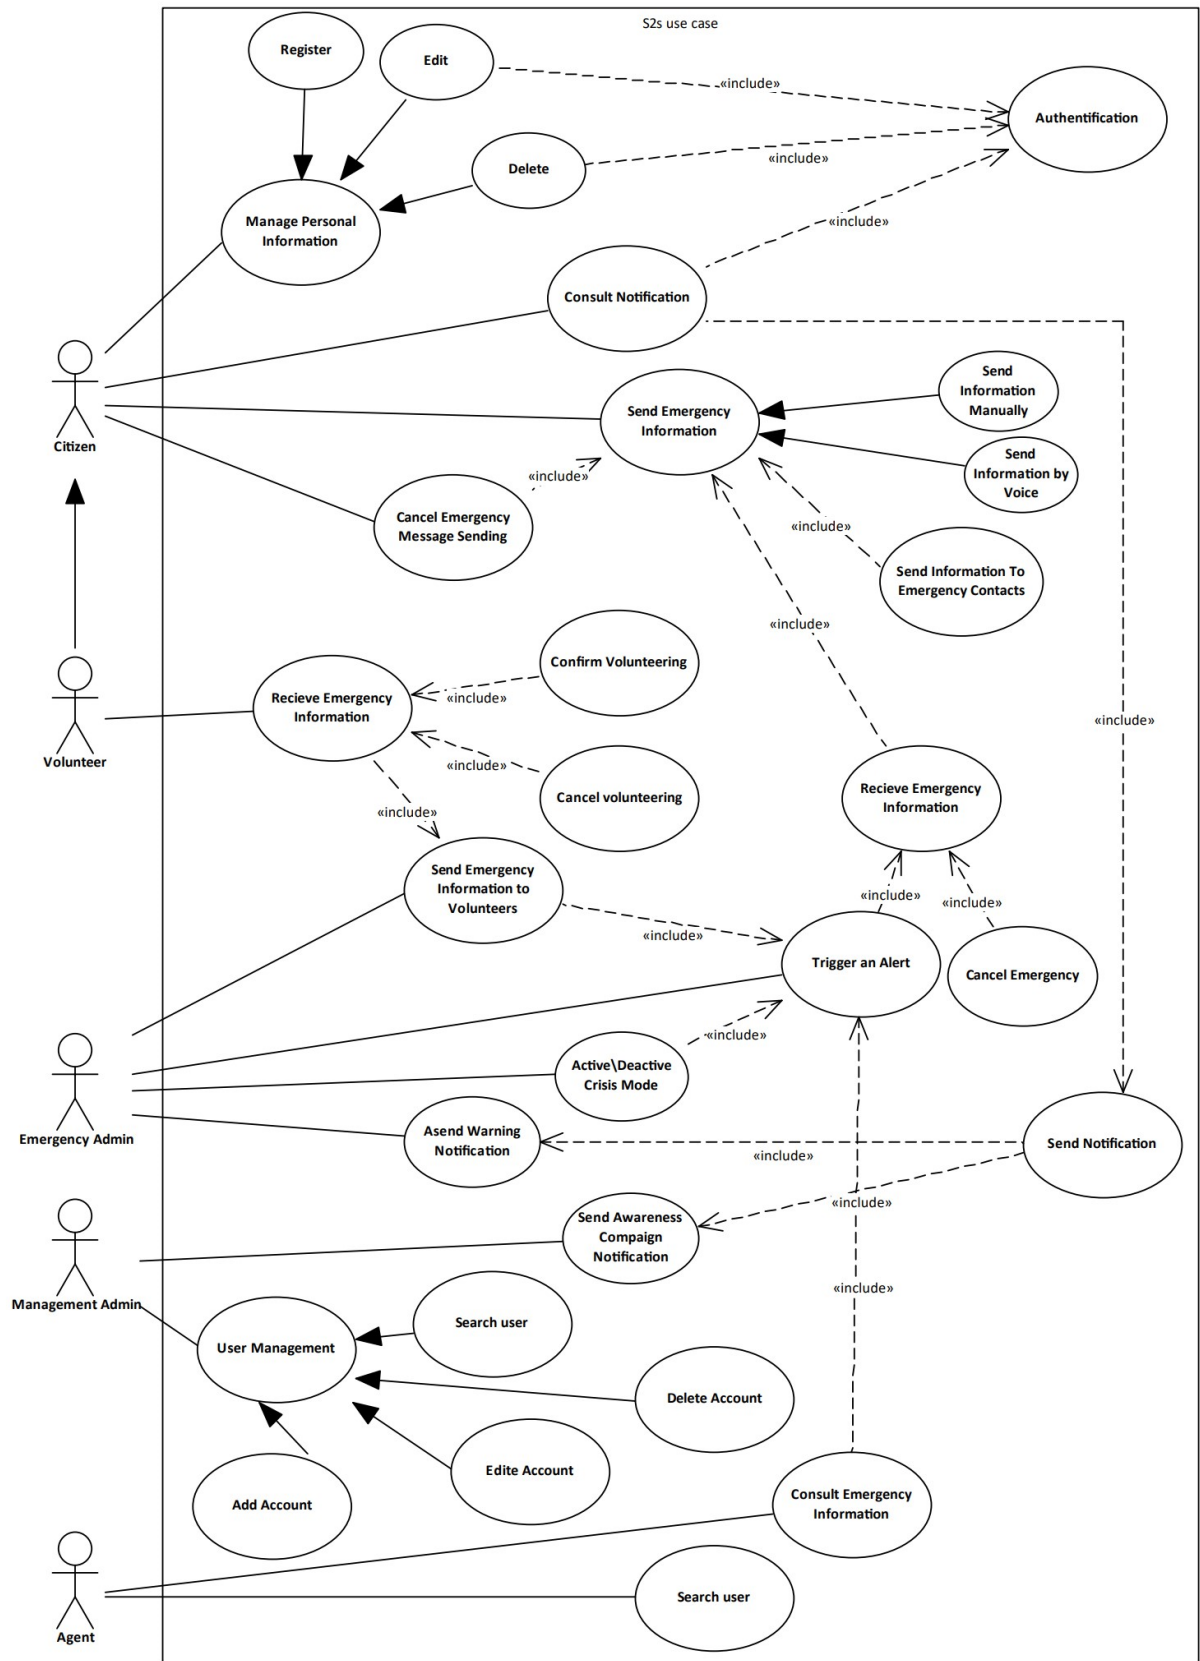 S2s use case
Register
Edit
«include»
Authentification
Delete
«include»
Manage Personal
Information
«include»
Consult Notification
Citizen
Send Emergency
Information
Send
Information
Manually
Send
Information by
Voice
«include»
Cancel Emergency
Message Sending
«include»
Send Information To
Emergency Contacts
«include»
Confirm Volunteering
Recieve Emergency
Information
«include»
«include»
Volunteer
«include»
Cancel volunteering
Recieve Emergency
Information
«include»
Send Emergency
Information to
Volunteers
«include»
«include»
«include»
Trigger an Alert
Cancel Emergency
«include»
Active\Deactive
Crisis Mode
Emergency Admin
Asend Warning
Notification
«include»
Send Notification
«include»
Send Awareness
Compaign
Notification
Management Admin
«include»
Search user
User Management
Delete Account
Edite Account
Add Account
Consult Emergency
Information
Search user
Agent